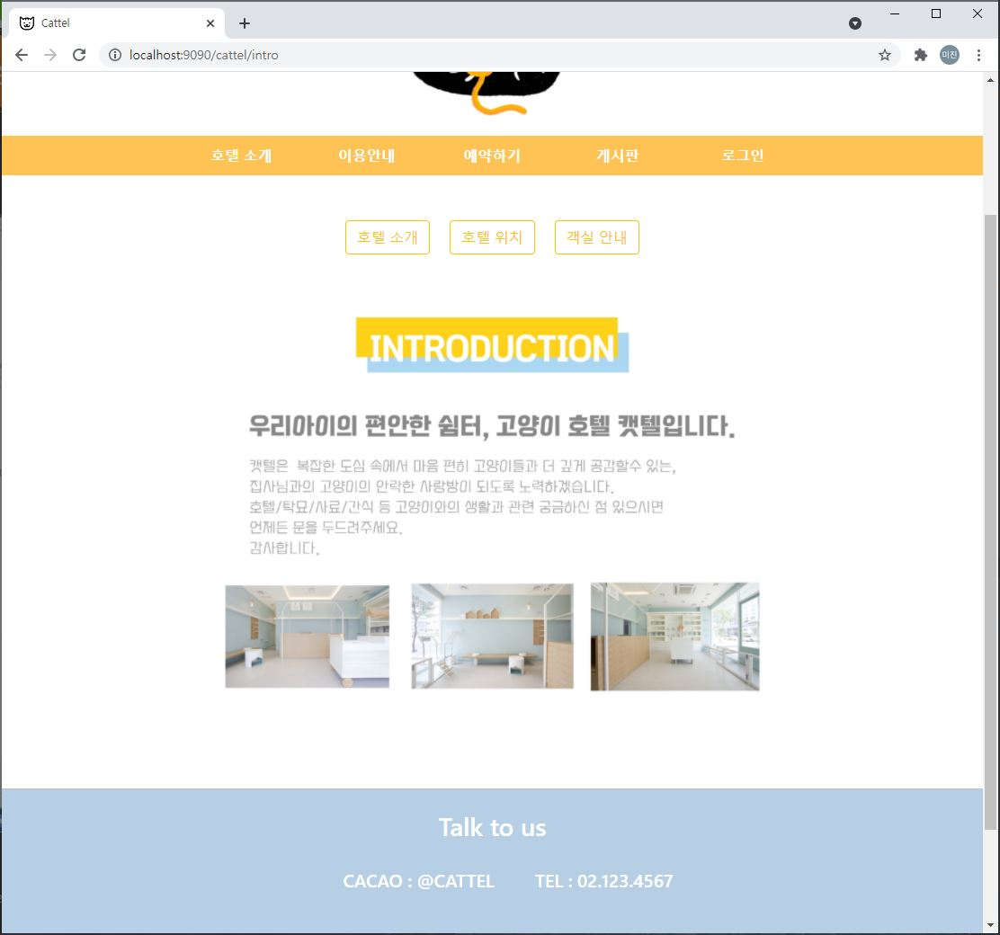 Cattel
localhost:9090/cattel/intro
미진
호텔 소개 이용안내 예약하기 게시판 로그인
호텔 소개 호텔 위치 객실 안내
INTRODUCTION
우리아이의 편안한 쉼터, 고양이 호텔 캣텔입니다.
캣텔은 복잡한 도심 속에서 마음 편히 고양이들과 더 깊게 공감할수 있는,
집사님과의 고양이의 안락한 사랑방이 되도록 노력하겠습니다.
호텔/탁묘/사료/간식 등 고양이와의 생활과 관련 궁금하신 점 있으시면
언제든 문을 두드려주세요.
감사합니다.
Talk to us
CACAO : @CATTEL TEL : 02.123.4567